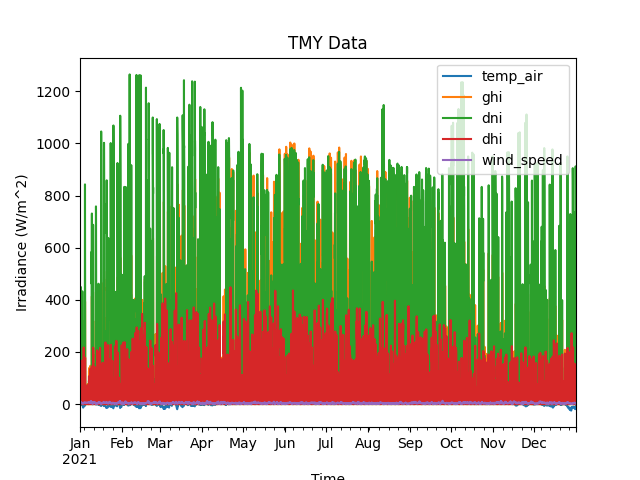 TMY Data
temp_air
ghi
dni
dhi
wind_speed
Irradiance (W/m^2)
1200
1000
800
600
400
200
0
Jan Feb Mar Apr May Jun Jul Aug Sep Oct Nov Dec
2021
Time